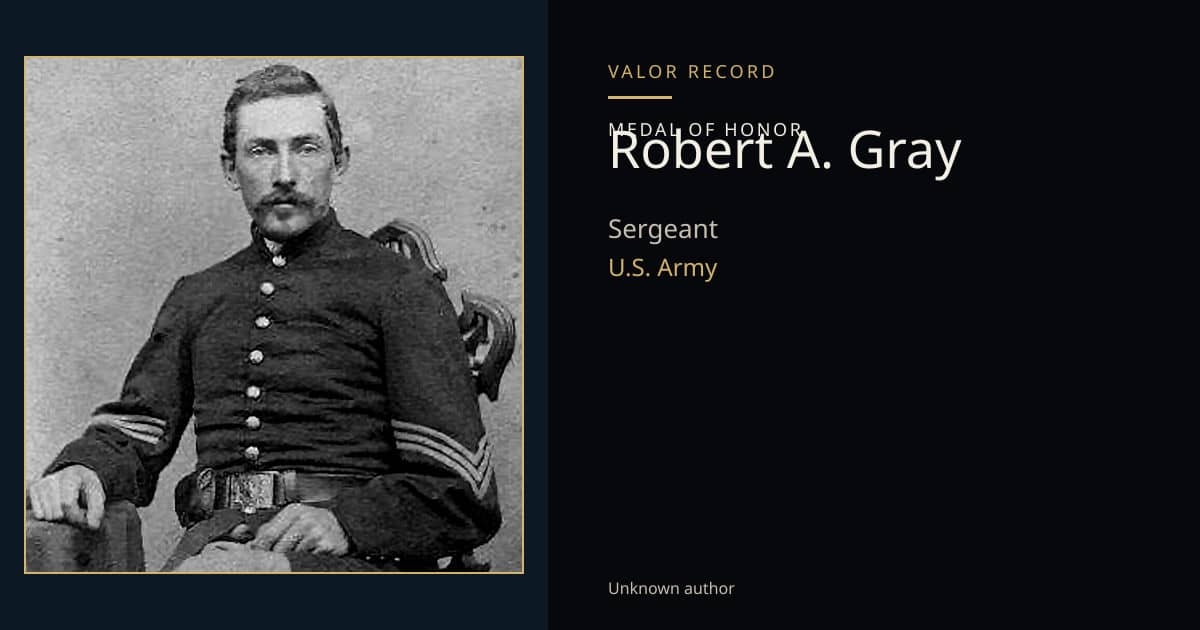 VALOR RECORD
MEDAL OF HONOR
Robert A. Gray
Sergeant
U.S. Army
Unknown author